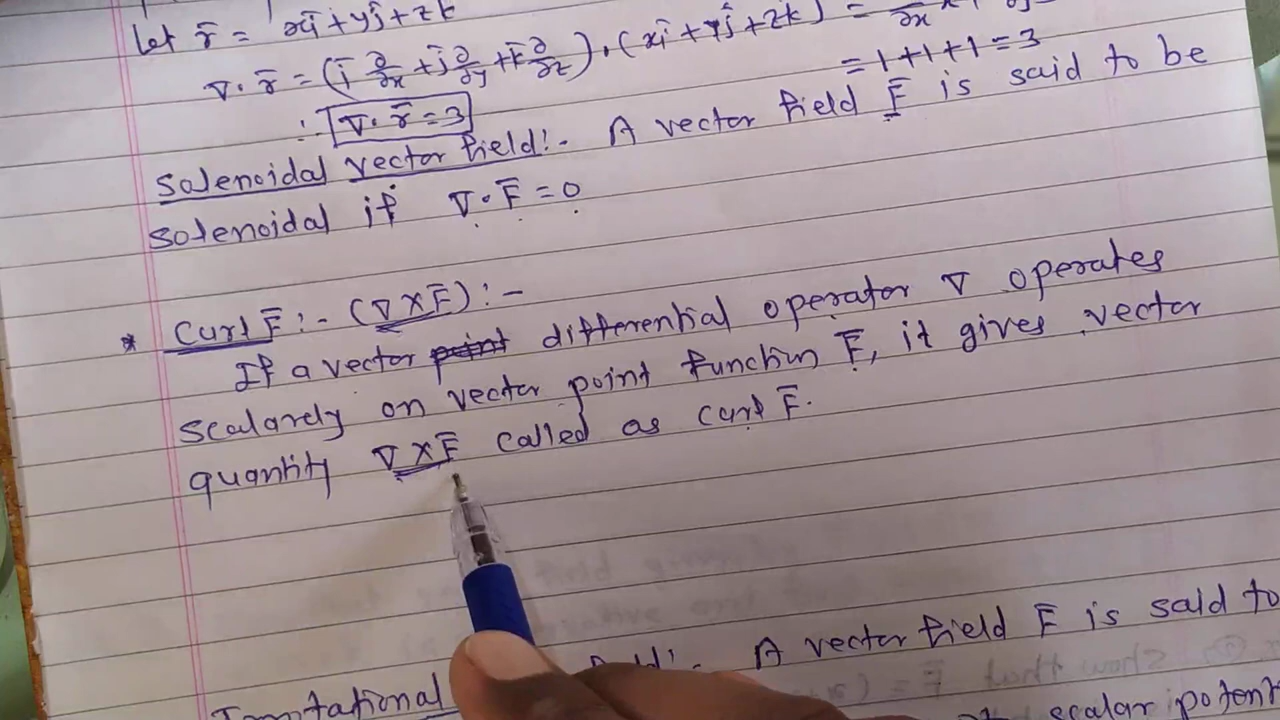 Let r̄ = xi̅ + yj̅ + zk
∇· r̄ = (i̅ ∂/∂x + j̅ ∂/∂y + k̅ ∂/∂z) . (xi̅ + yj̅ + zk̅) = ∂/∂x x
= 1+1+1 = 3
∴ ∇· r̄ = 3
Solenoidal vector field:- A vector field F̄ is said to be
solenoidal if ∇· F̄ = 0
* Curl F̄ :- (∇ X F̄) :-
If a vector point differential operator ∇ operates
scalarely on vector point function F̄, it gives vector
quantity ∇ X F̄ called as curl F̄.
A vector field F̄ is said to
scalar potent